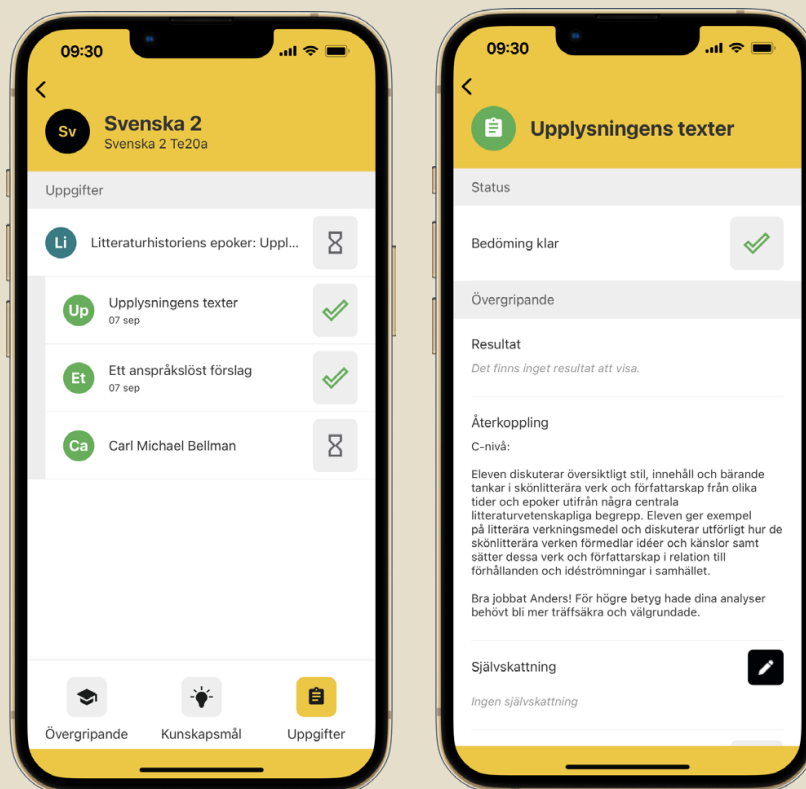 09:30
Sv
Svenska 2
Svenska 2 Te20a
Uppgifter
Li
Litteraturhistoriens epoker: Uppl...
Up
Upplysningens texter
07 sep
Et
Ett anspråkslöst förslag
07 sep
Ca
Carl Michael Bellman
Övergripande
Kunskapsmål
Uppgifter
09:30
Upplysningens texter
Status
Bedöming klar
Övergripande
Resultat
Det finns inget resultat att visa.
Återkoppling
C-nivå:
Eleven diskuterar översiktligt stil, innehåll och bärande
tankar i skönlitterära verk och författarskap från olika
tider och epoker utifrån några centrala
litteraturvetenskapliga begrepp. Eleven ger exempel
på litterära verkningsmedel och diskuterar utförligt hur de
skönlitterära verken förmedlar idéer och känslor samt
sätter dessa verk och författarskap i relation till
förhållanden och idéströmningar i samhället.
Bra jobbat Anders! För högre betyg hade dina analyser
behövt bli mer träffsäkra och välgrundade.
Självskattning
Ingen självskattning